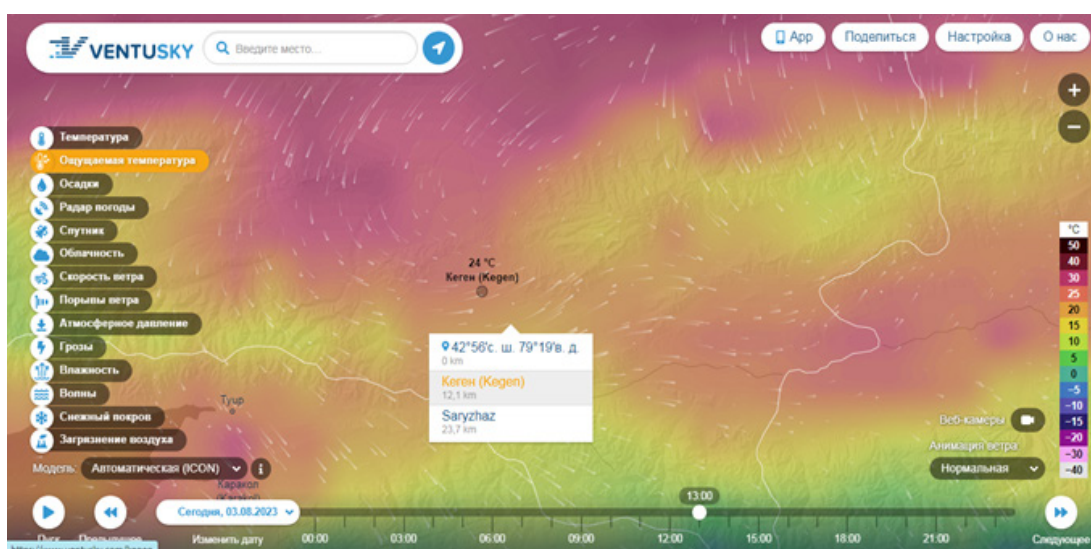 VENTUSKY
Введите место...
App
Поделиться
Настройка
О нас
Температура
Ощущаемая температура
Осадки
Радар погоды
Спутник
Облачность
Скорость ветра
Порывы ветра
Атмосферное давление
Грозы
Влажность
Волны
Снежный покров
Загрязнение воздуха
24 °C
Кеген (Kegen)
42°56'с. ш. 79°19'в. д.
0 km
Кеген (Kegen)
12,1 km
Saryzhaz
23,7 km
Тyup
Каракол
(Karakol)
+
−
°C
50
40
30
25
20
15
10
5
0
−5
−10
−15
−20
−30
−40
Веб-камеры
Анимация ветра:
Нормальная
Модель: Автоматическая (ICON)
i
13:00
Сегодня, 03.08.2023
Пуск
Предыдущее
Изменить дату
00:00 03:00 06:00 09:00 12:00 15:00 18:00 21:00
Следующее